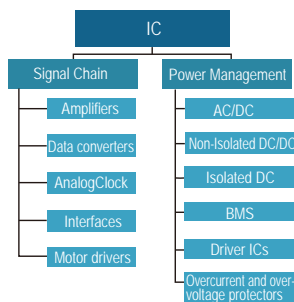 IC
Signal Chain
Amplifiers
Data converters
AnalogClock
Interfaces
Motor drivers
Power Management
AC/DC
Non-Isolated DC/DC
Isolated DC
BMS
Driver ICs
Overcurrent and over-
voltage protectors